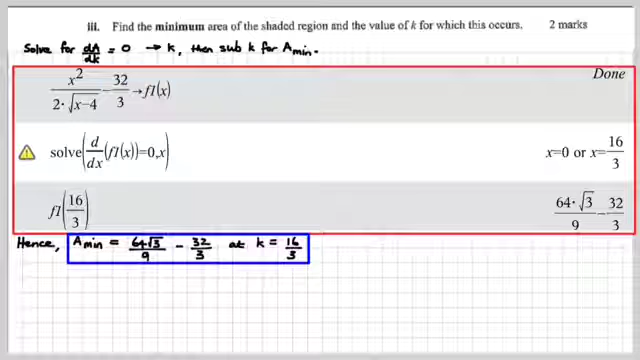 iii. Find the minimum area of the shaded region and the value of k for which this occurs. 2 marks
Solve for dA/dk = 0 → k, then sub k for Amin.
x²/(2·√(x−4)) − 32/3 → f1(x) Done
solve(d/dx(f1(x))=0,x) x=0 or x=16/3
f1(16/3) 64·√3/9 − 32/3
Hence, Amin = 64√3/9 − 32/3 at k = 16/3